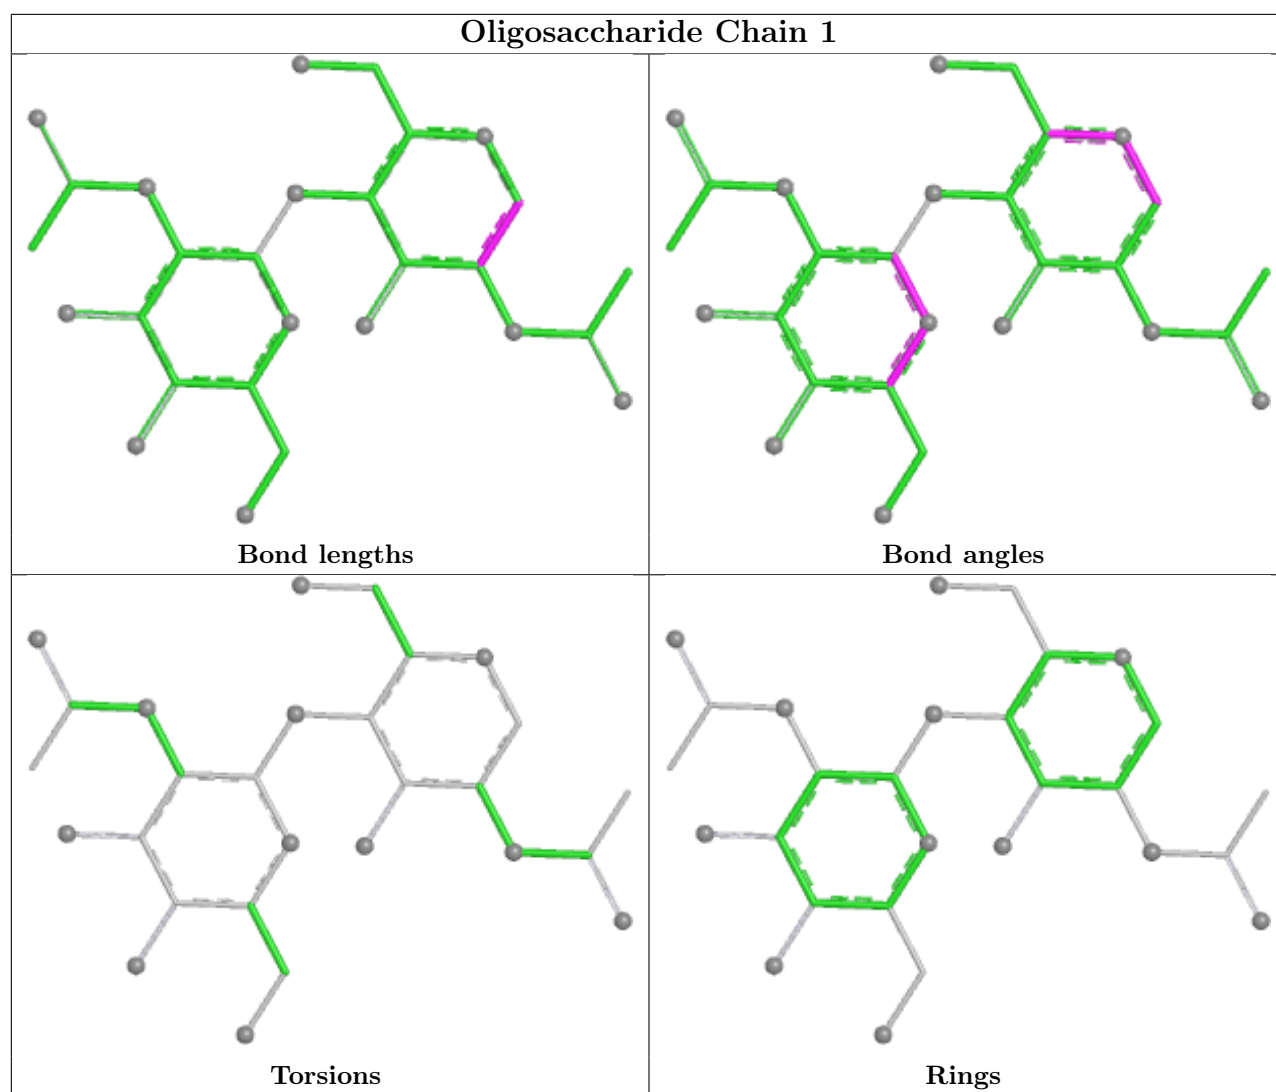 Oligosaccharide Chain 1
Bond lengths
Bond angles
Torsions
Rings